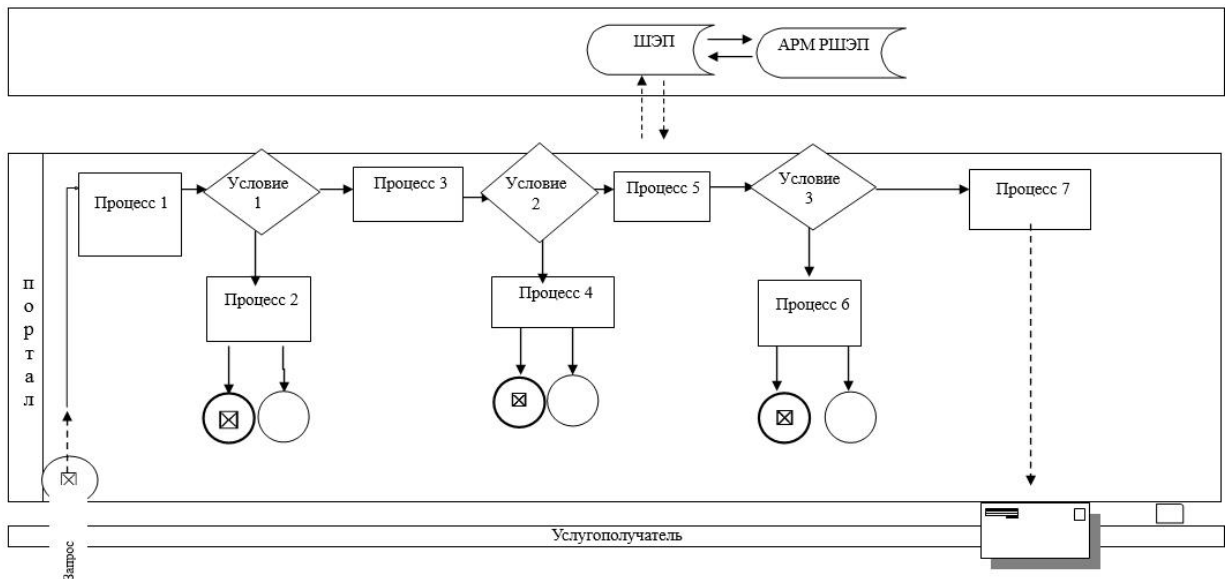 ШЭП
АРМ РШЭП
Процесс 1
Условие
1
Процесс 3
Условие
2
Процесс 5
Условие
3
Процесс 7
Процесс 2
Процесс 4
Процесс 6
портал
Услугополучатель
Запрос